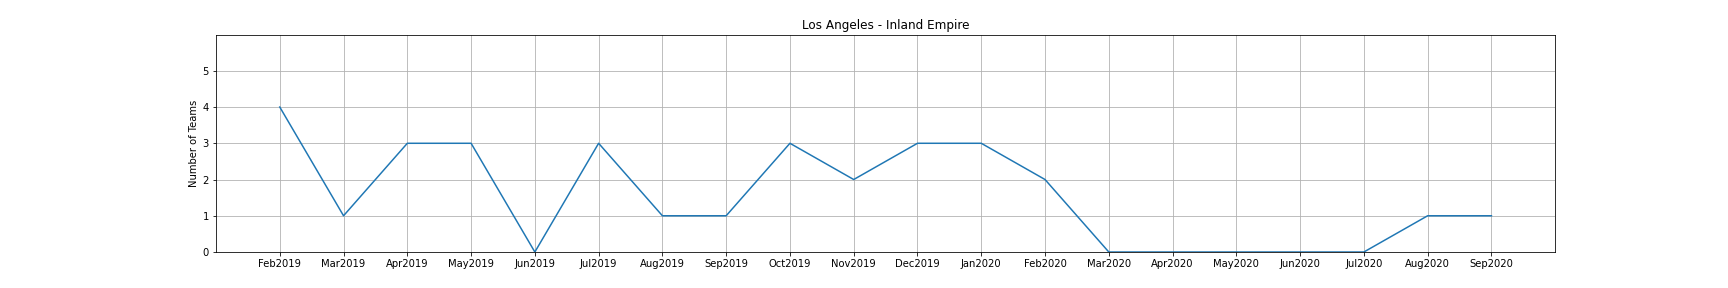 Los Angeles - Inland Empire
Number of Teams
5
4
3
2
1
0
Feb2019 Mar2019 Apr2019 May2019 Jun2019 Jul2019 Aug2019 Sep2019 Oct2019 Nov2019 Dec2019 Jan2020 Feb2020 Mar2020 Apr2020 May2020 Jun2020 Jul2020 Aug2020 Sep2020